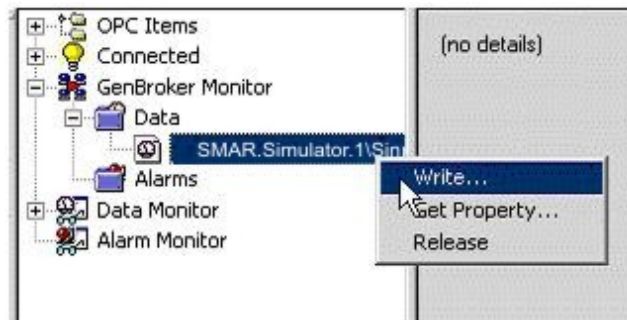 OPC Items
Connected
GenBroker Monitor
Data
SMAR.Simulator.1\
Alarms
Data Monitor
Alarm Monitor
(no details)
Write...
Get Property...
Release